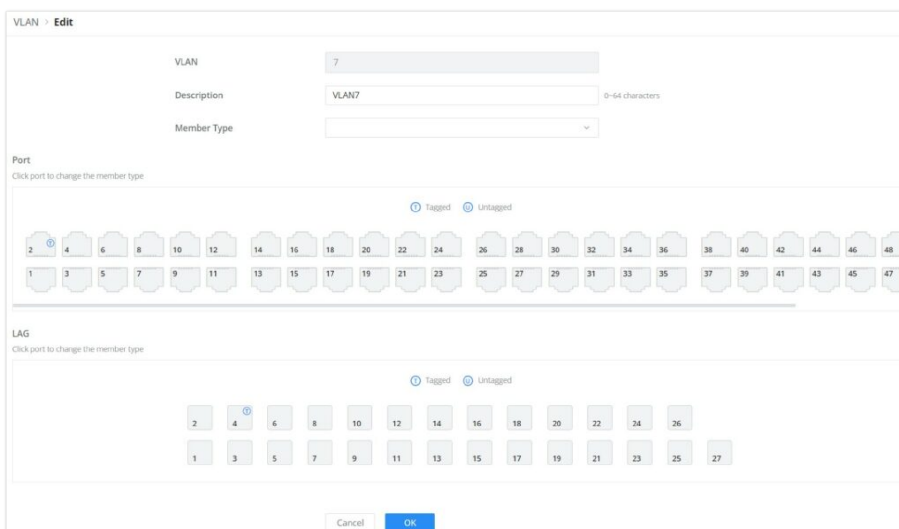 VLAN > Edit
VLAN 7
Description VLAN7 0~64 characters
Member Type
Port
Click port to change the member type
T Tagged U Untagged
2 T 4 6 8 10 12 14 16 18 20 22 24 26 28 30 32 34 36 38 40 42 44 46 48
1 3 5 7 9 11 13 15 17 19 21 23 25 27 29 31 33 35 37 39 41 43 45 47
LAG
Click port to change the member type
T Tagged U Untagged
2 4 T 6 8 10 12 14 16 18 20 22 24 26
1 3 5 7 9 11 13 15 17 19 21 23 25 27
Cancel OK